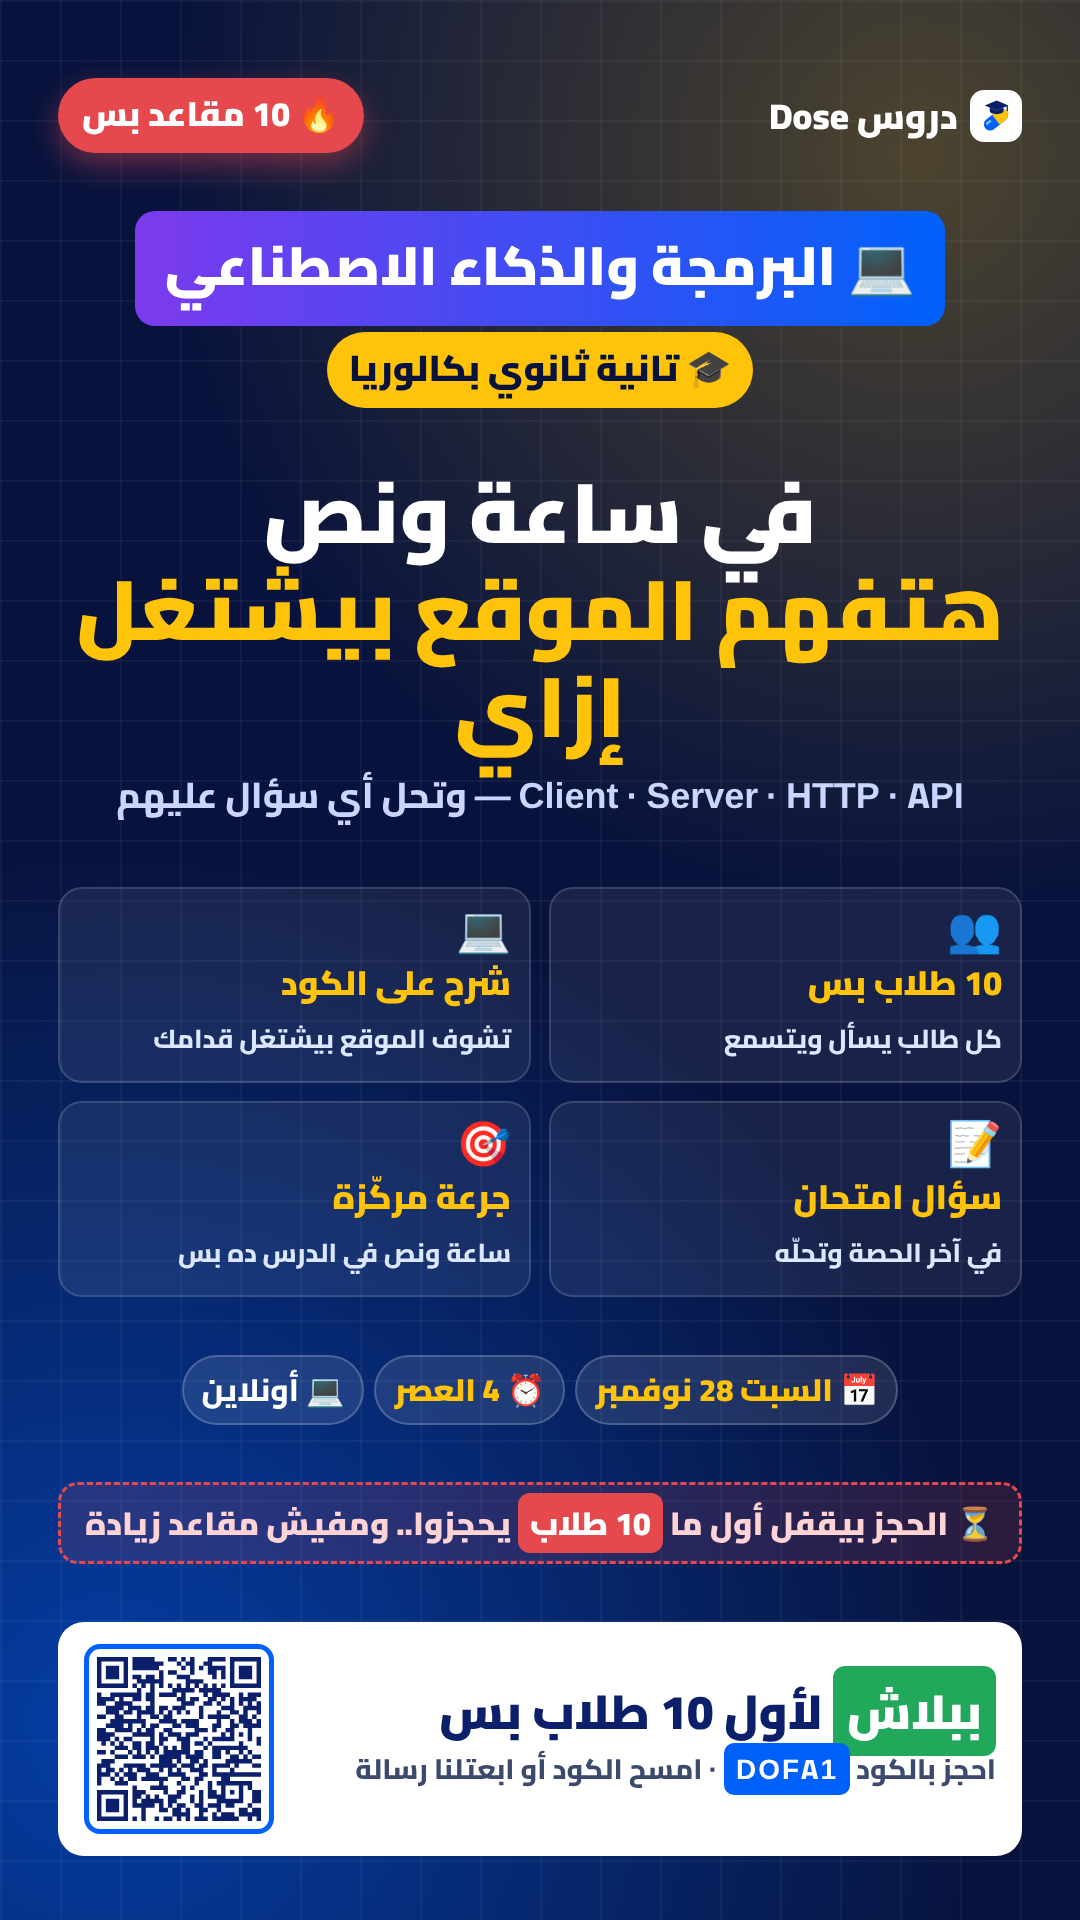 دروس Dose
🔥 10 مقاعد بس
💻 البرمجة والذكاء الاصطناعي
🎓 تانية ثانوي بكالوريا
في ساعة ونص
هتفهم الموقع بيشتغل
إزاي
Client · Server · HTTP · API — وتحل أي سؤال عليهم
👥
10 طلاب بس
كل طالب يسأل ويتسمع
💻
شرح على الكود
تشوف الموقع بيشتغل قدامك
📝
سؤال امتحان
في آخر الحصة وتحلّه
🎯
جرعة مركّزة
ساعة ونص في الدرس ده بس
📅 السبت 28 نوفمبر
⏰ 4 العصر
💻 أونلاين
⏳ الحجز بيقفل أول ما 10 طلاب يحجزوا.. ومفيش مقاعد زيادة
ببلاش لأول 10 طلاب بس
احجز بالكود DOFA1 · امسح الكود أو ابعتلنا رسالة